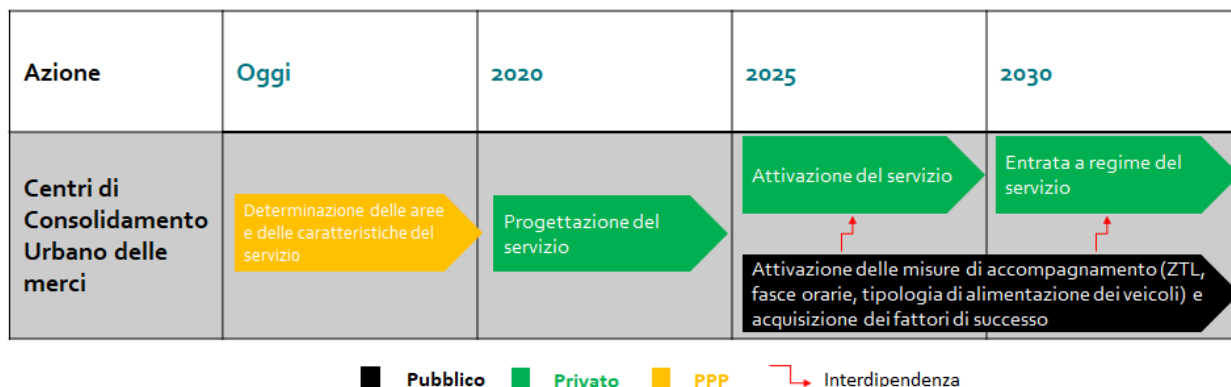 Azione
Oggi
2020
2025
2030
Centri di
Consolidamento
Urbano delle
merci
Determinazione delle aree
e delle caratteristiche del
servizio
Progettazione del
servizio
Attivazione del servizio
Entrata a regime del
servizio
Attivazione delle misure di accompagnamento (ZTL,
fasce orarie, tipologia di alimentazione dei veicoli) e
acquisizione dei fattori di successo
Pubblico
Privato
PPP
Interdipendenza